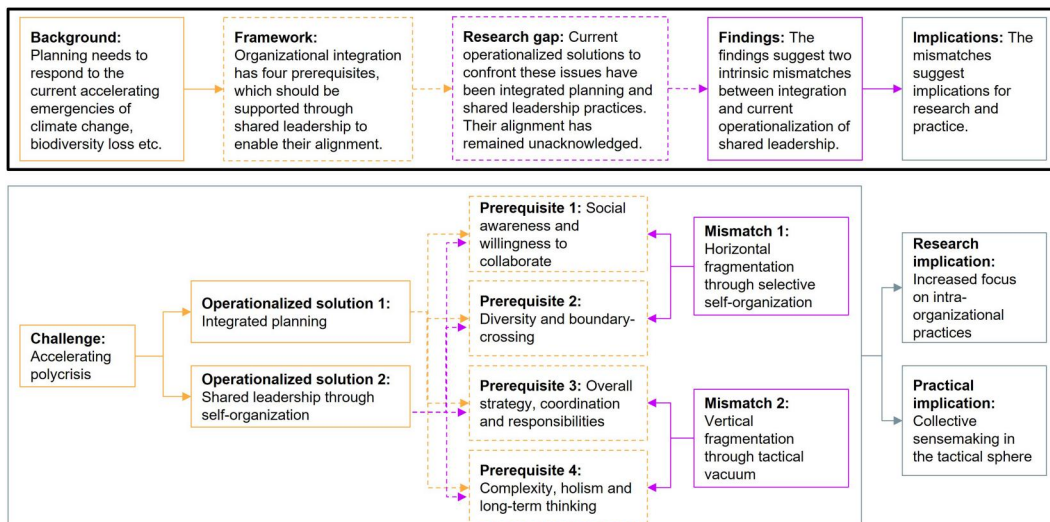 Background:
Planning needs to
respond to the
current accelerating
emergencies of
climate change,
biodiversity loss etc.
Framework:
Organizational integration
has four prerequisites,
which should be
supported through
shared leadership to
enable their alignment.
Research gap: Current
operationalized solutions to
confront these issues have
been integrated planning and
shared leadership practices.
Their alignment has
remained unacknowledged.
Findings: The
findings suggest two
intrinsic mismatches
between integration
and current
operationalization of
shared leadership.
Implications: The
mismatches
suggest
implications for
research and
practice.
Challenge:
Accelerating
polycrisis
Operationalized solution 1:
Integrated planning
Operationalized solution 2:
Shared leadership through
self-organization
Prerequisite 1: Social
awareness and
willingness to
collaborate
Prerequisite 2:
Diversity and boundary-
crossing
Prerequisite 3: Overall
strategy, coordination
and responsibilities
Prerequisite 4:
Complexity, holism and
long-term thinking
Mismatch 1:
Horizontal
fragmentation
through selective
self-organization
Mismatch 2:
Vertical
fragmentation
through tactical
vacuum
Research
implication:
Increased focus
on intra-
organizational
practices
Practical
implication:
Collective
sensemaking in
the tactical sphere